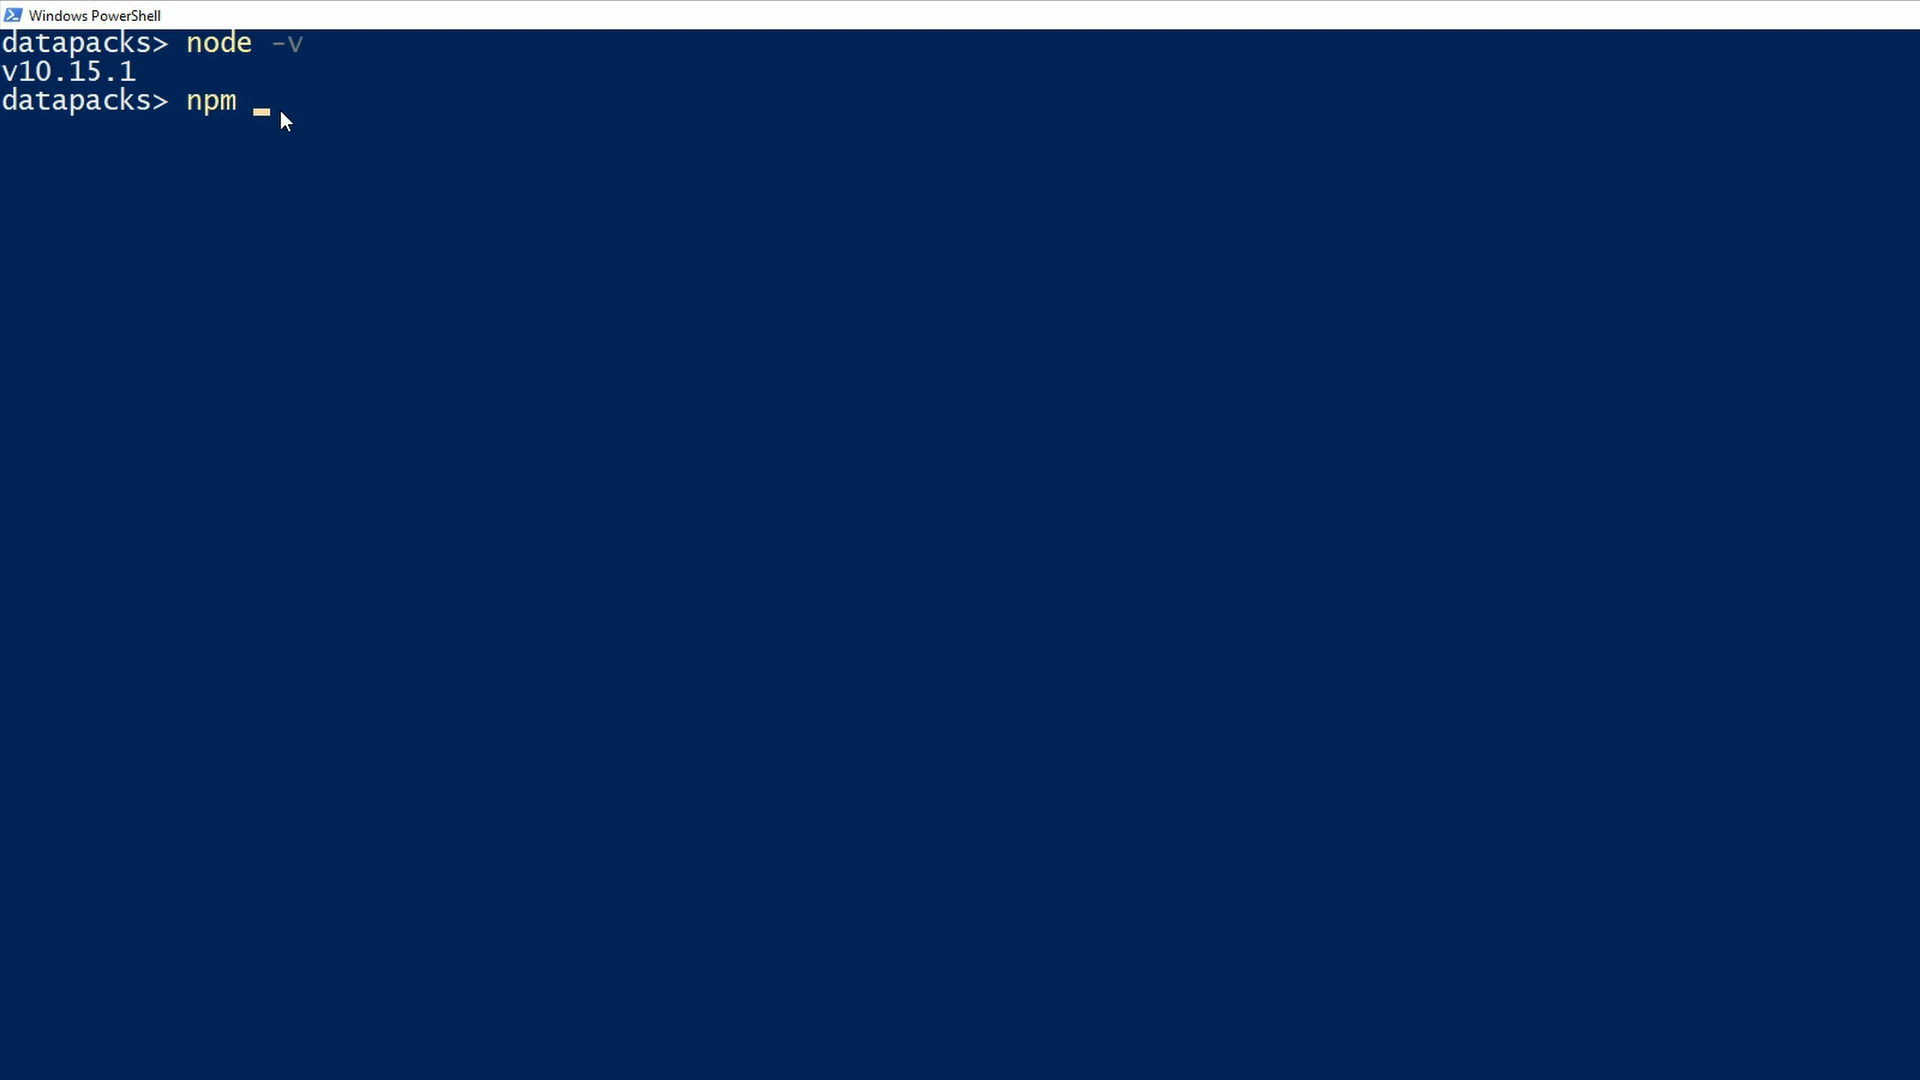 Windows PowerShell
datapacks> node -v
v10.15.1
datapacks> npm